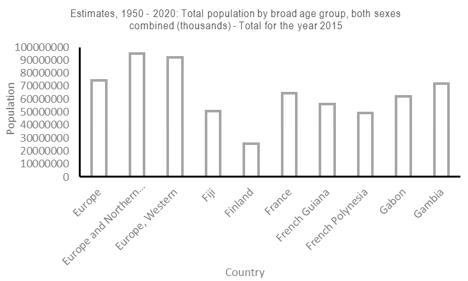 Estimates, 1950 - 2020: Total population by broad age group, both sexes
combined (thousands) - Total for the year 2015
100000000
90000000
80000000
70000000
60000000
50000000
40000000
30000000
20000000
10000000
0
Population
Europe
Europe and Northern...
Europe, Western
Fiji
Finland
France
French Guiana
French Polynesia
Gabon
Gambia
Country